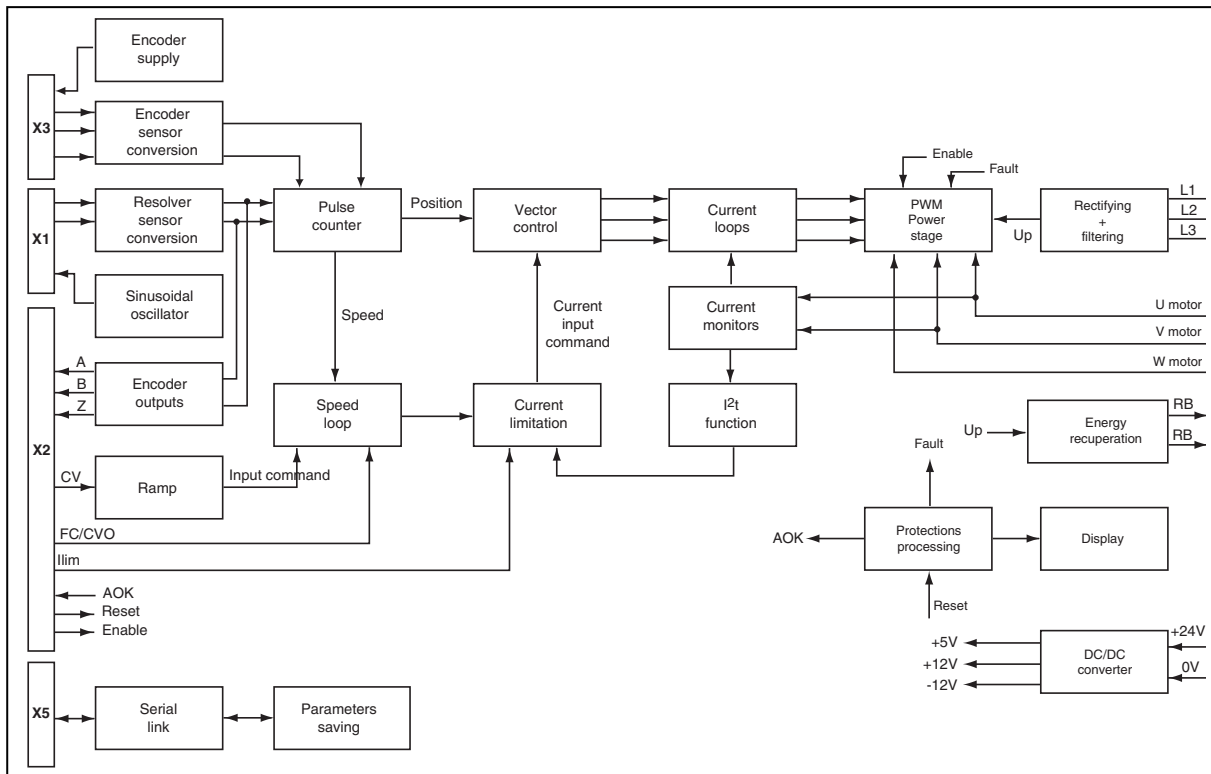 Encoder
supply
X3
Encoder
sensor
conversion
X1
Resolver
sensor
conversion
Pulse
counter
Position
Vector
control
Current
loops
Enable
Fault
PWM
Power
stage
Up
Rectifying
+
filtering
L1
L2
L3
Sinusoidal
oscillator
Speed
Current
input
command
Current
monitors
U motor
V motor
W motor
X2
A
B
Z
Encoder
outputs
Speed
loop
Current
limitation
I2t
function
Up
Energy
recuperation
RB
RB
CV
Ramp
Input command
FC/CVO
Ilim
AOK
Reset
Enable
Fault
AOK
Protections
processing
Display
Reset
+5V
+12V
-12V
DC/DC
converter
+24V
0V
X5
Serial
link
Parameters
saving